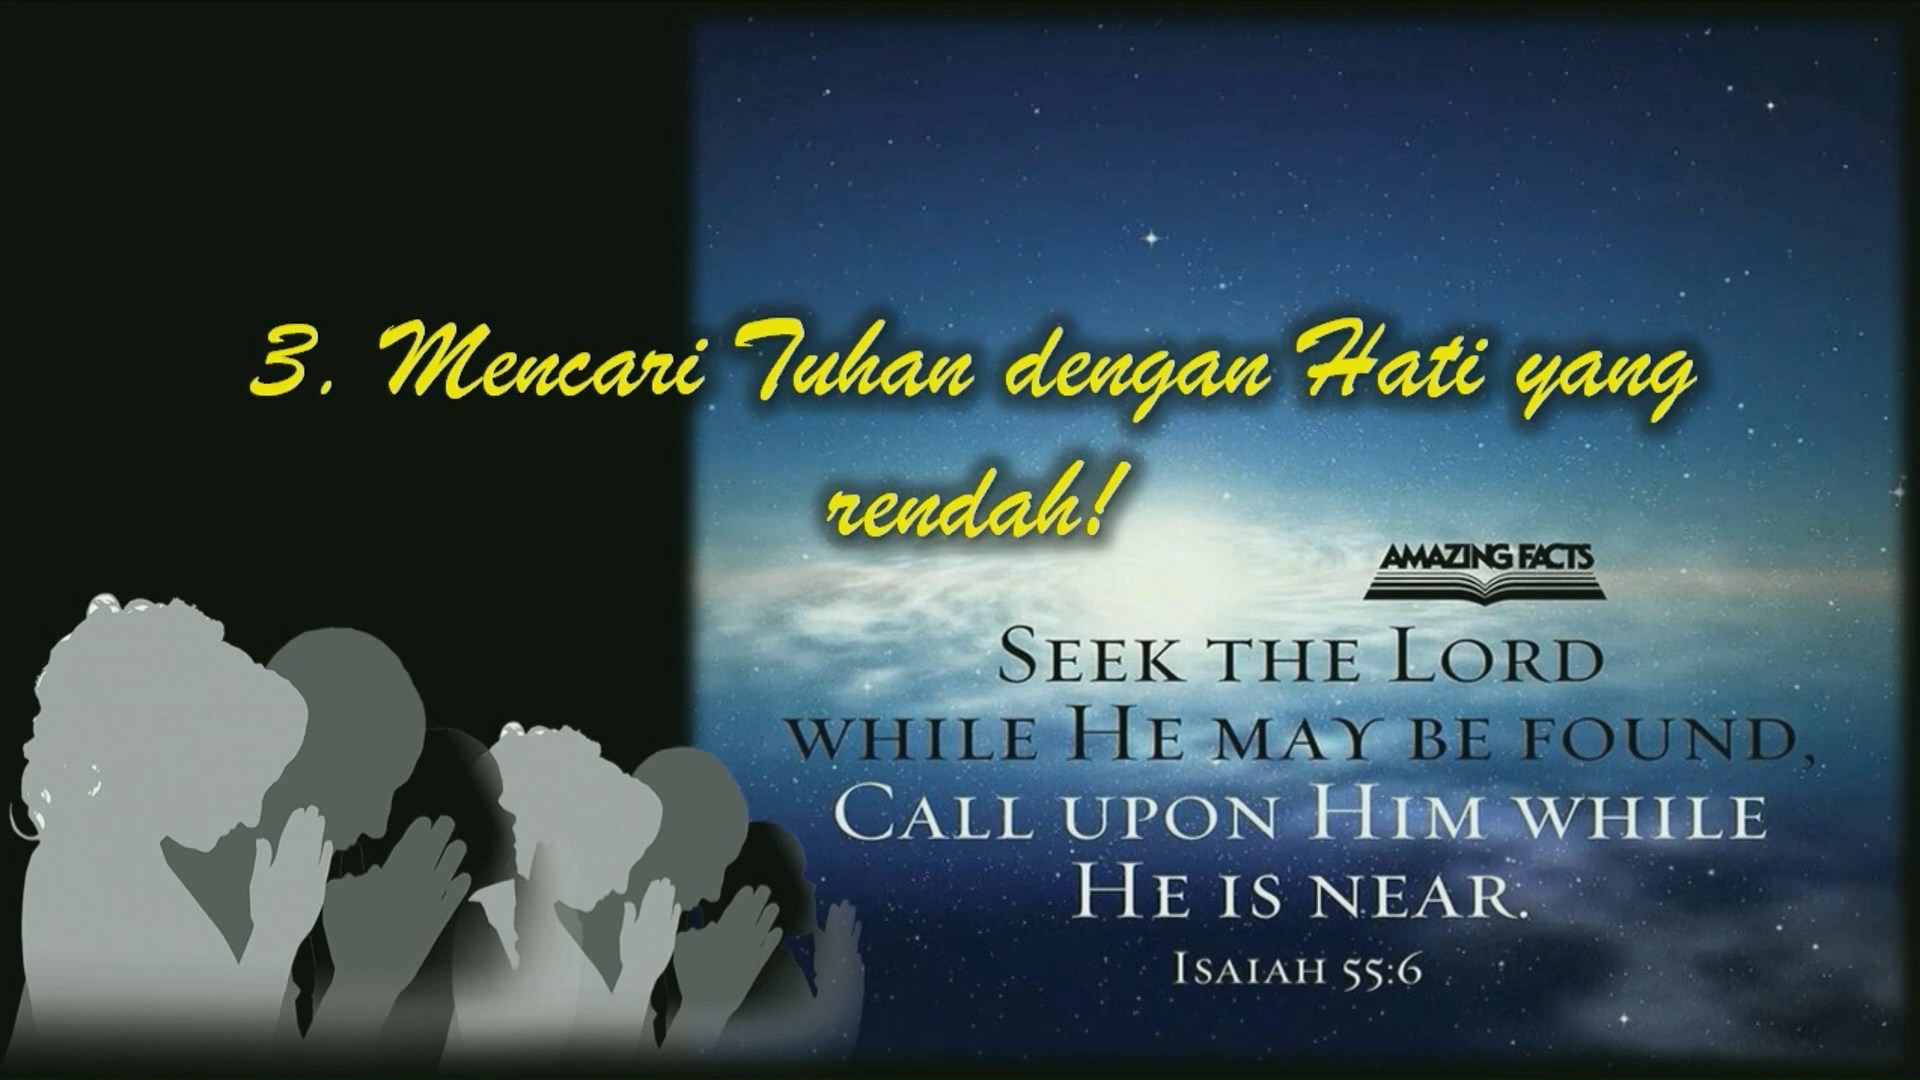 3. Mencari Tuhan dengan Hati yang
rendah!
AMAZING FACTS
SEEK THE LORD
WHILE HE MAY BE FOUND,
CALL UPON HIM WHILE
HE IS NEAR.
ISAIAH 55:6